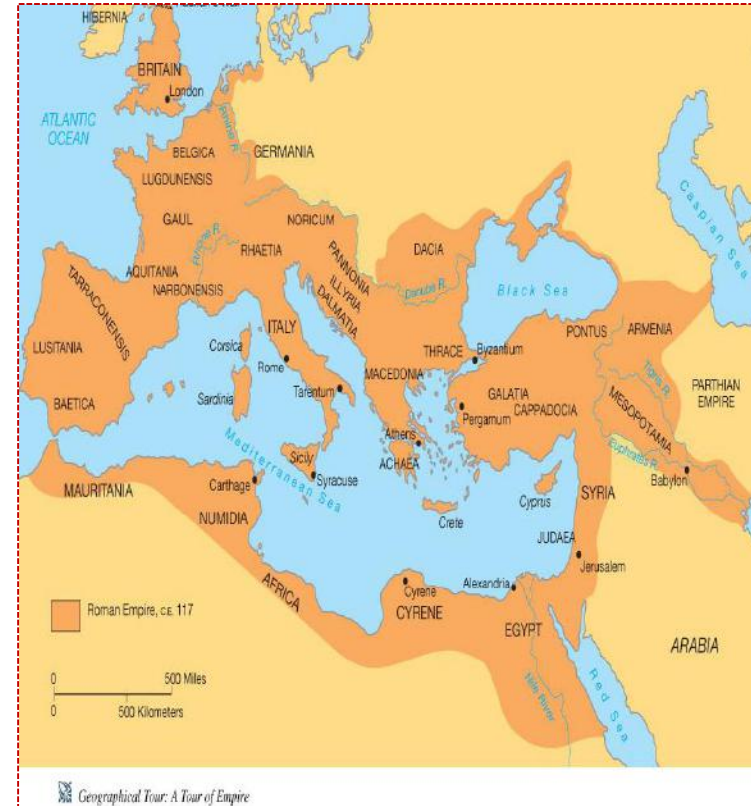 HIBERNIA
BRITAIN
London
ATLANTIC
OCEAN
Rhine R.
BELGICA
GERMANIA
LUGDUNENSIS
GAUL
NORICUM
RHAETIA
Rhone R.
PANNONIA
ILLYRIA
DALMATIA
DACIA
Danube R.
Black Sea
Caspian Sea
AQUITANIA
NARBONENSIS
TARRACONENSIS
LUSITANIA
BAETICA
ITALY
Corsica
Rome
Sardinia
Tarentum
THRACE
Byzantium
MACEDONIA
PONTUS
ARMENIA
Tigris R.
PARTHIAN
EMPIRE
GALATIA
CAPPADOCIA
Pergamum
MESOPOTAMIA
Euphrates R.
Babylon
Athens
ACHAEA
Mediterranean Sea
Sicily
Syracuse
Carthage
MAURITANIA
NUMIDIA
Crete
Cyprus
SYRIA
JUDAEA
Jerusalem
AFRICA
Cyrene
CYRENE
Alexandria
EGYPT
Nile River
Red Sea
ARABIA
Roman Empire, C.E. 117
0 500 Miles
0 500 Kilometers
Geographical Tour: A Tour of Empire